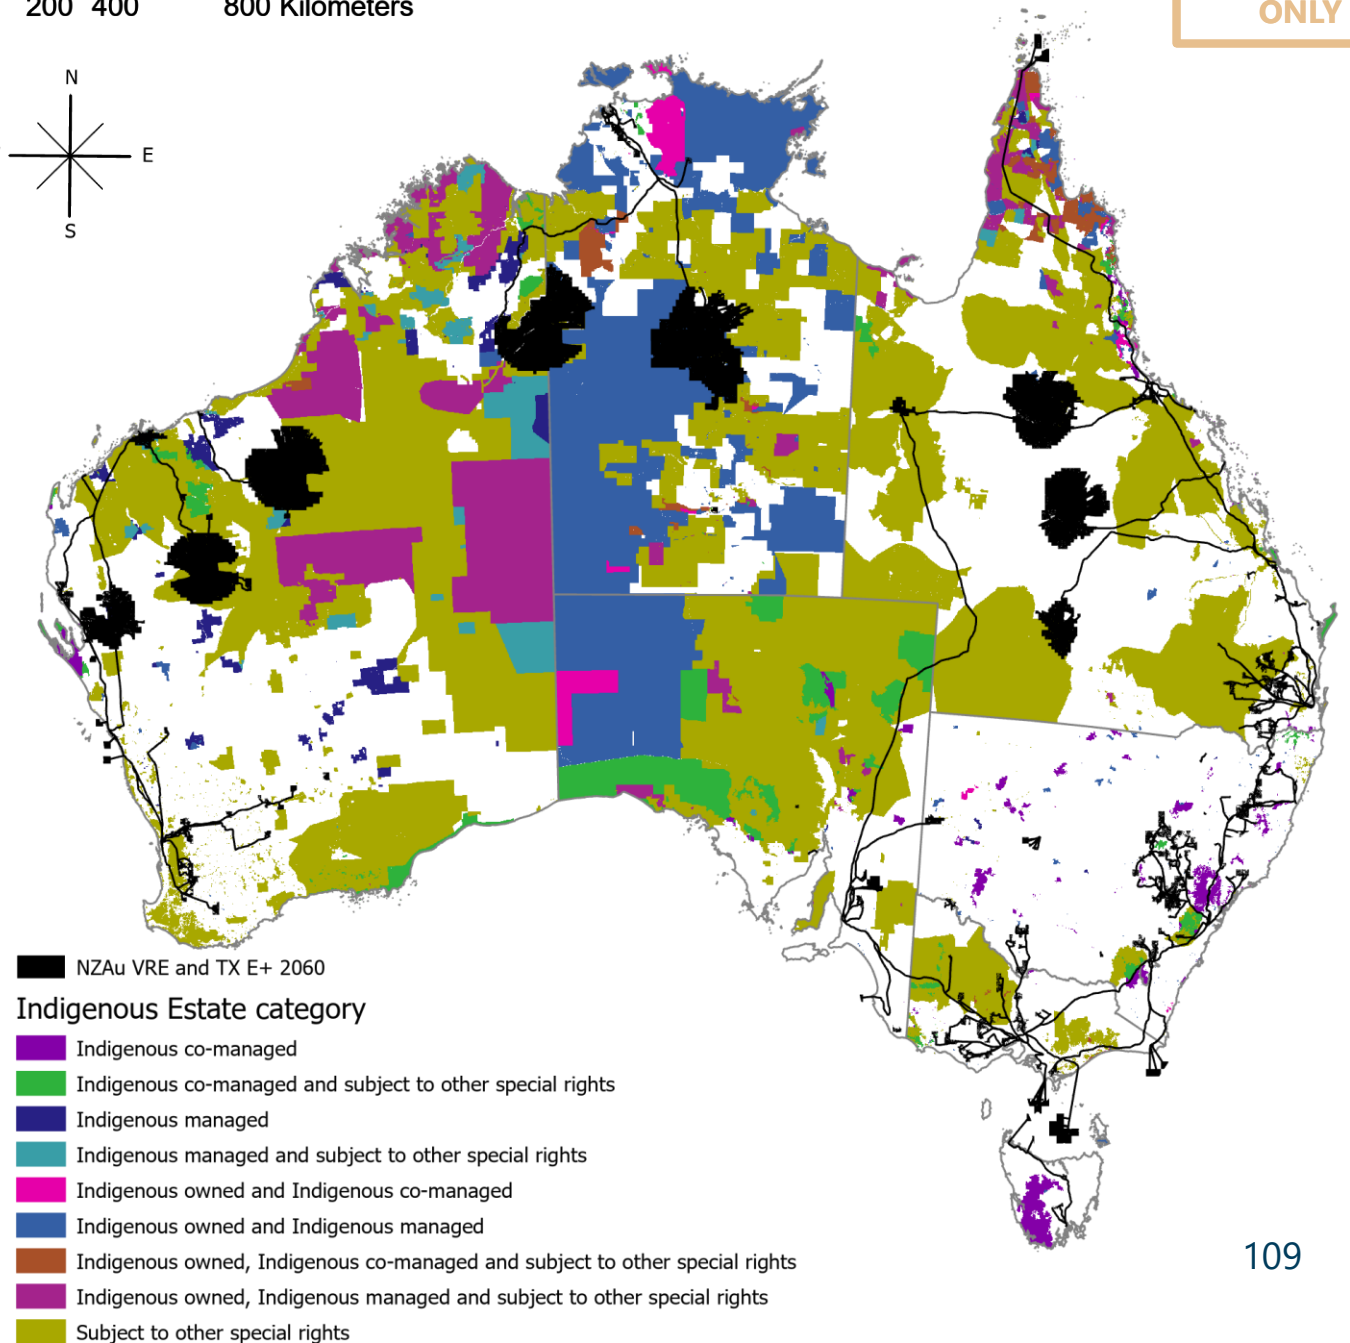 200 400 800 Kilometers
ONLY
N
E
S
NZAu VRE and TX E+ 2060
Indigenous Estate category
Indigenous co-managed
Indigenous co-managed and subject to other special rights
Indigenous managed
Indigenous managed and subject to other special rights
Indigenous owned and Indigenous co-managed
Indigenous owned and Indigenous managed
Indigenous owned, Indigenous co-managed and subject to other special rights
Indigenous owned, Indigenous managed and subject to other special rights
Subject to other special rights
109